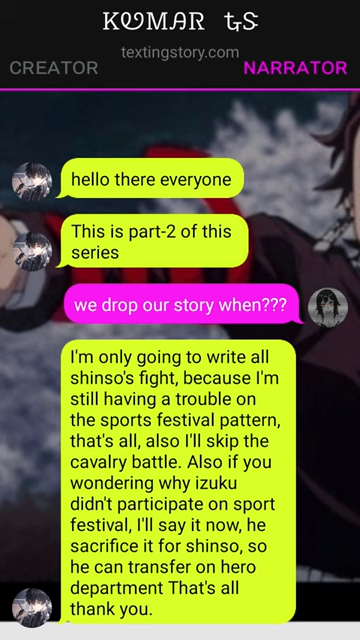 KUMAR ISS
textingstory.com
CREATOR NARRATOR
hello there everyone
This is part-2 of this
series
we drop our story when???
I'm only going to write all
shinso's fight, because I'm
still having a trouble on
the sports festival pattern,
that's all, also I'll skip the
cavalry battle. Also if you
wondering why izuku
didn't participate on sport
festival, I'll say it now, he
sacrifice it for shinso, so
he can transfer on hero
department That's all
thank you.